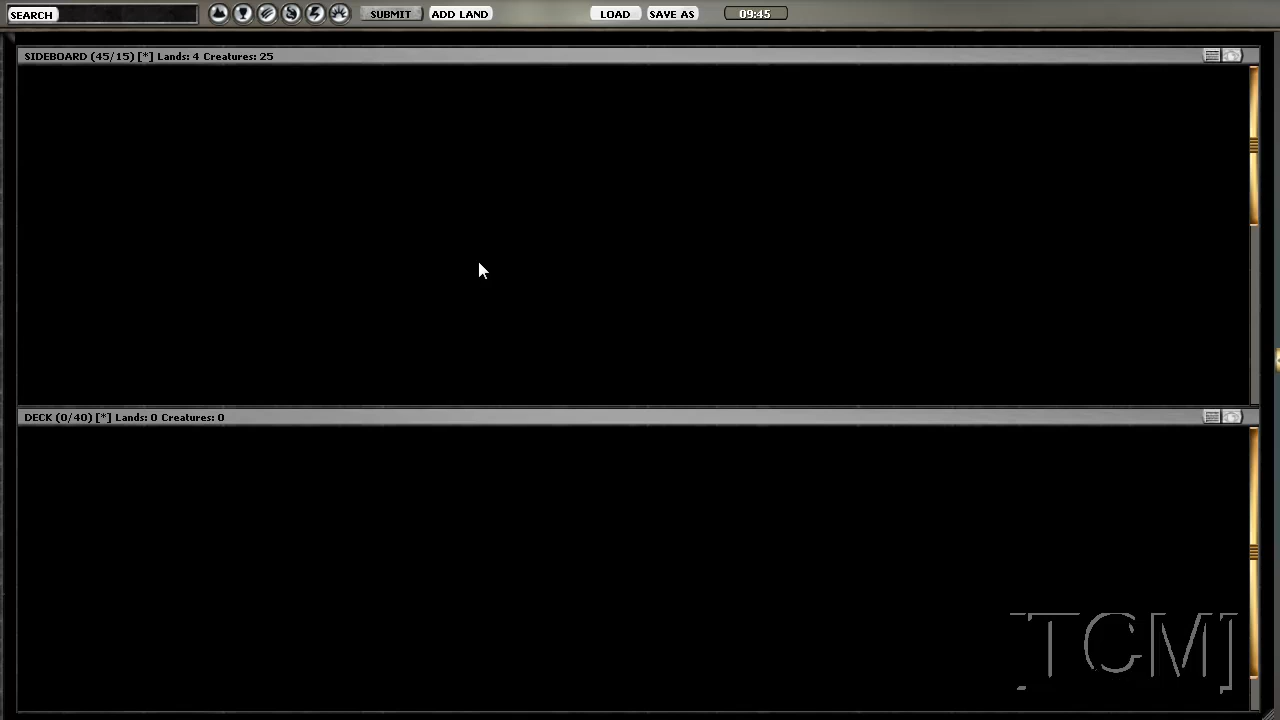 SEARCH
SUBMIT
ADD LAND
LOAD
SAVE AS
09:45
SIDEBOARD (45/15) [*] Lands: 4 Creatures: 25
DECK (0/40) [*] Lands: 0 Creatures: 0
[TCM]